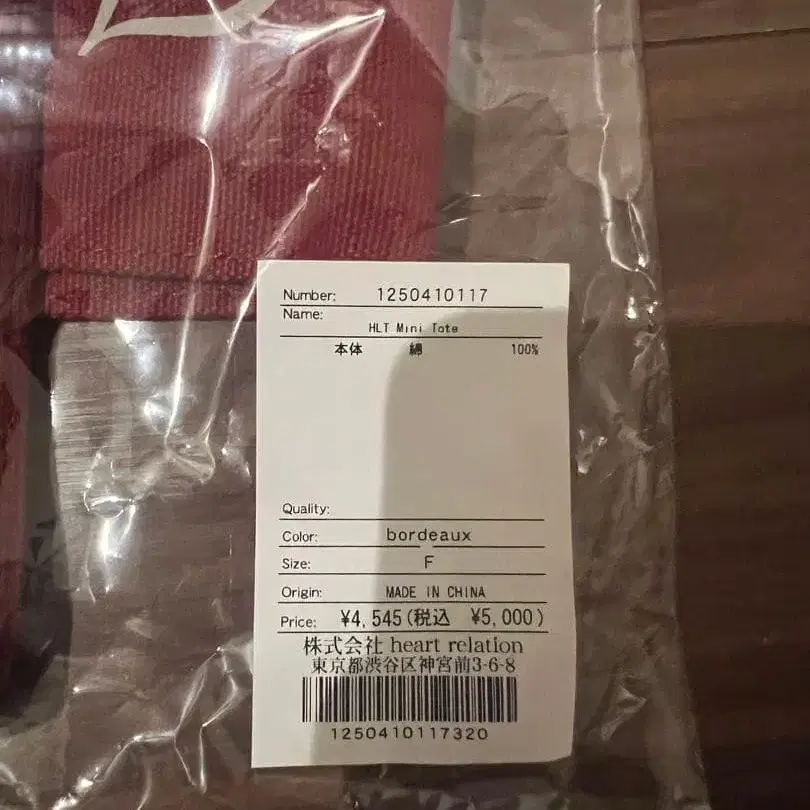 Number: 1250410117
Name:
HLT Mini Tote
本体 綿 100%
Quality:
Color: bordeaux
Size: F
Origin: MADE IN CHINA
Price: ¥4,545(税込 ¥5,000)
株式会社 heart relation
東京都渋谷区神宮前3-6-8
1250410117320